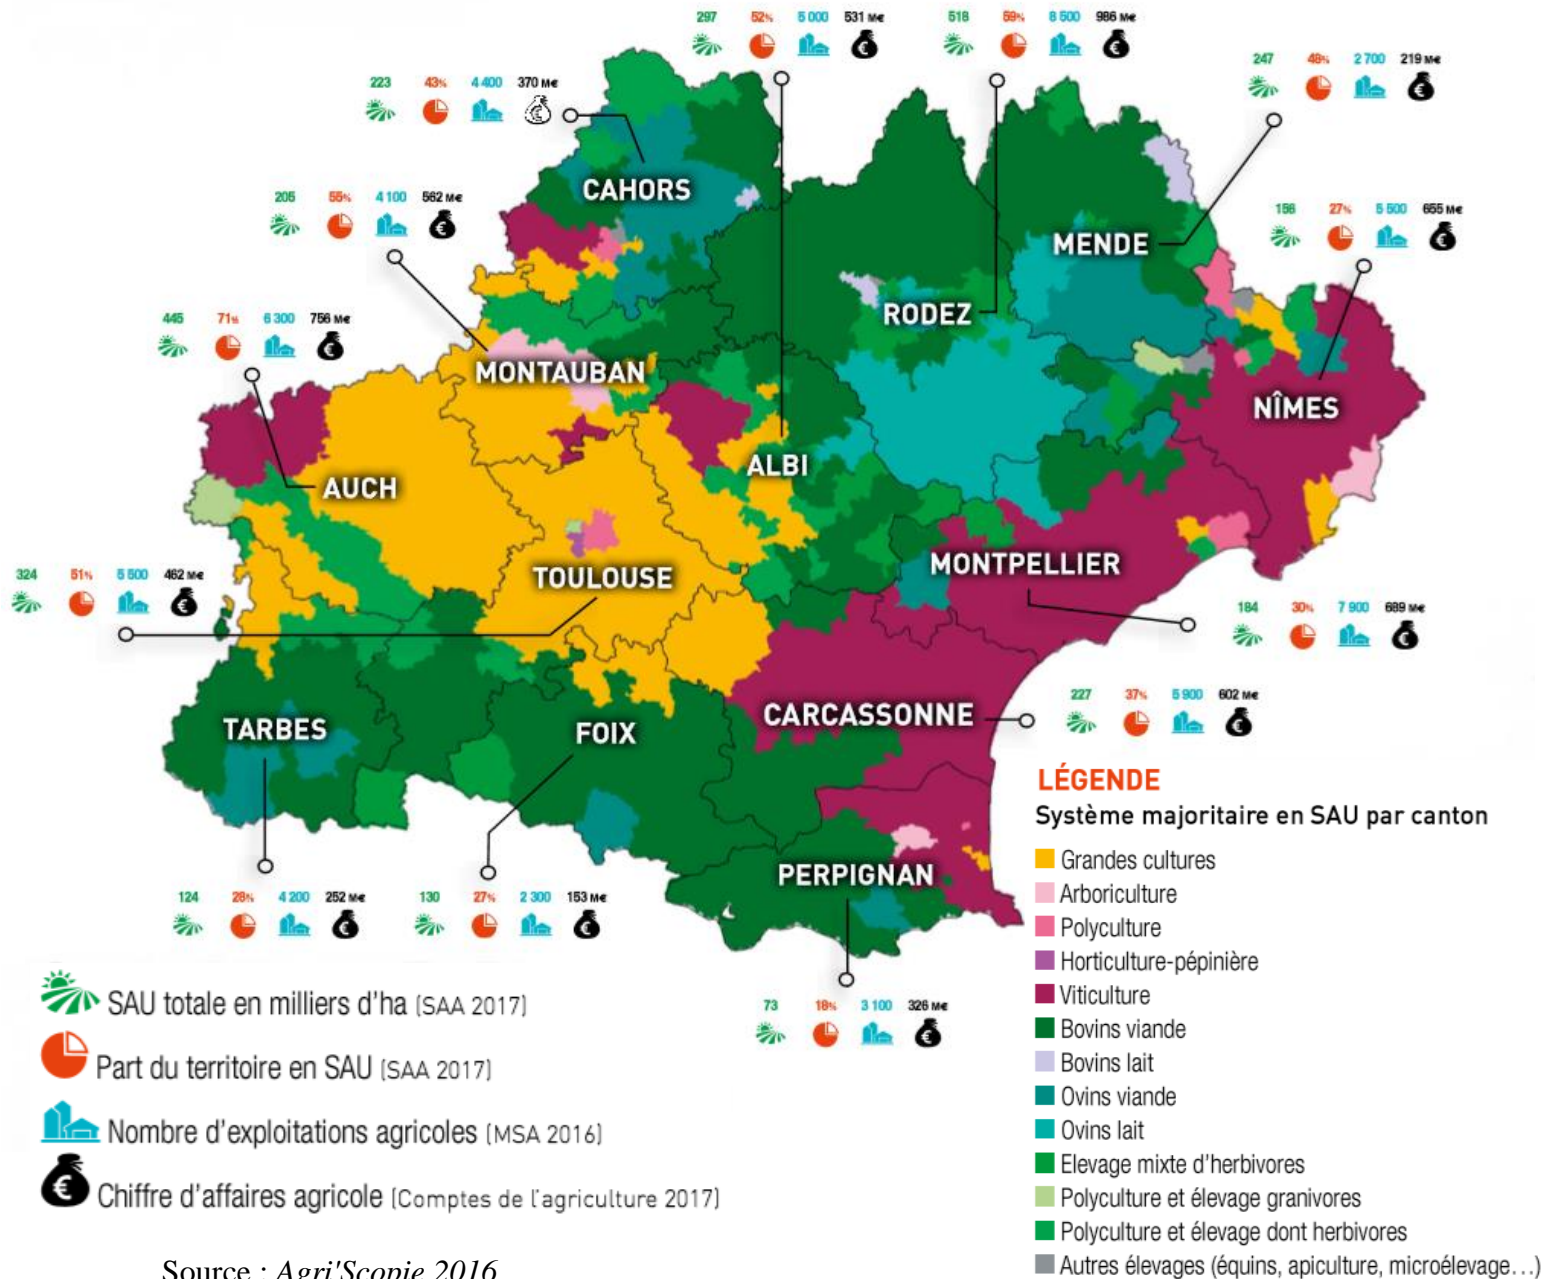 297 52% 5 000 531 M€
518 59% 8 500 986 M€
247 48% 2 700 219 M€
223 43% 4 400 370 M€
CAHORS
205 55% 4 100 562 M€
156 27% 5 500 655 M€
MENDE
RODEZ
445 71% 6 300 756 M€
MONTAUBAN
NÎMES
ALBI
AUCH
324 51% 5 500 462 M€
TOULOUSE
MONTPELLIER
184 30% 7 900 689 M€
227 37% 5 900 602 M€
CARCASSONNE
TARBES
FOIX
PERPIGNAN
124 28% 4 200 252 M€
130 27% 2 300 153 M€
73 18% 3 100 326 M€
LÉGENDE
Système majoritaire en SAU par canton
Grandes cultures
Arboriculture
Polyculture
Horticulture-pépinière
Viticulture
Bovins viande
Bovins lait
Ovins viande
Ovins lait
Elevage mixte d'herbivores
Polyculture et élevage granivores
Polyculture et élevage dont herbivores
Autres élevages (équins, apiculture, microélevage...)
SAU totale en milliers d'ha (SAA 2017)
Part du territoire en SAU (SAA 2017)
Nombre d'exploitations agricoles (MSA 2016)
Chiffre d'affaires agricole (Comptes de l'agriculture 2017)
Source : Agri'Scopie 2016